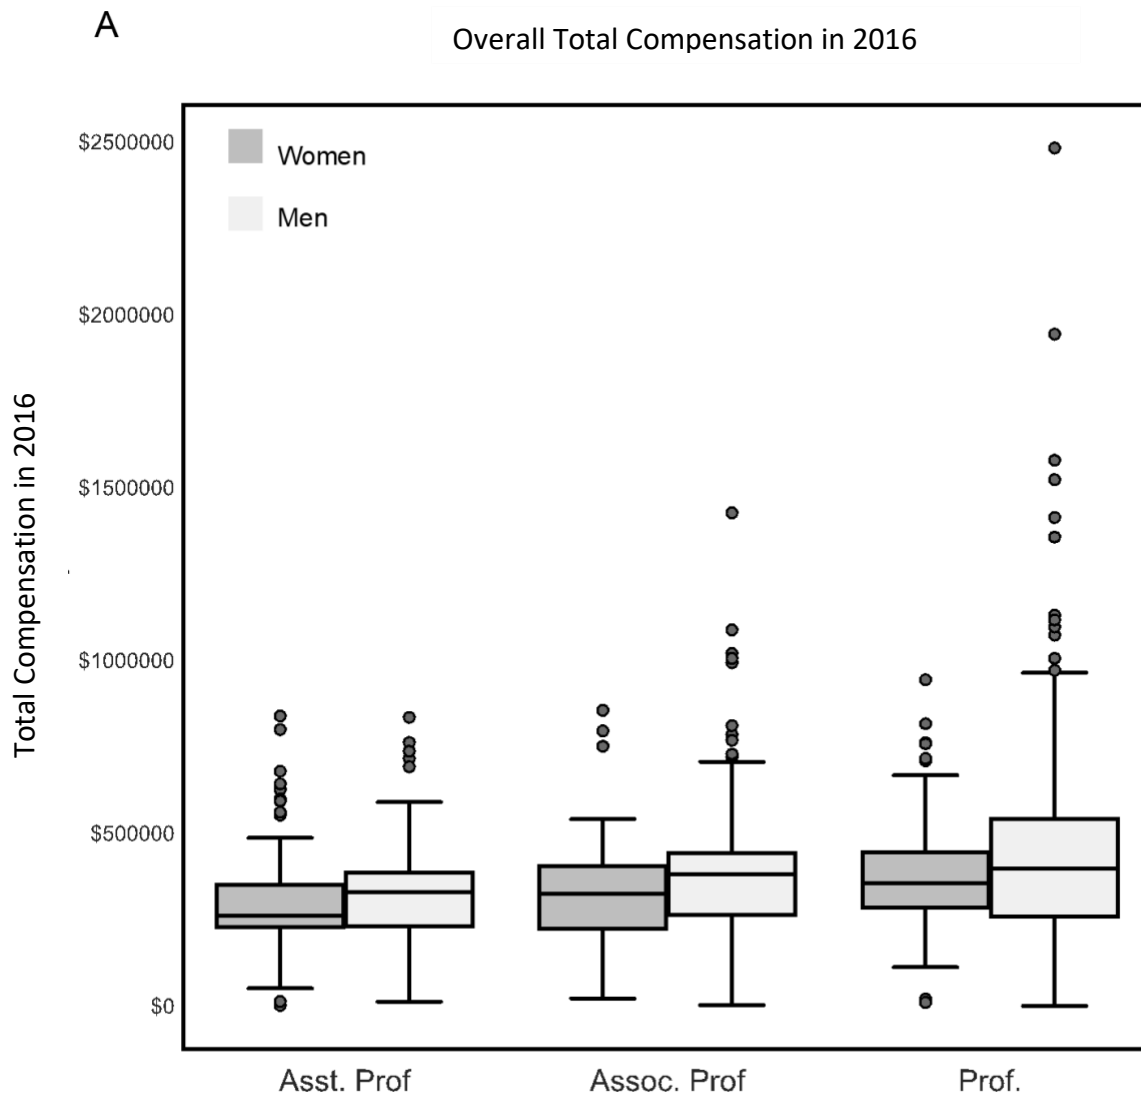 A
Overall Total Compensation in 2016
Women
Men
$2500000
$2000000
$1500000
$1000000
$500000
$0
Total Compensation in 2016
Asst. Prof
Assoc. Prof
Prof.